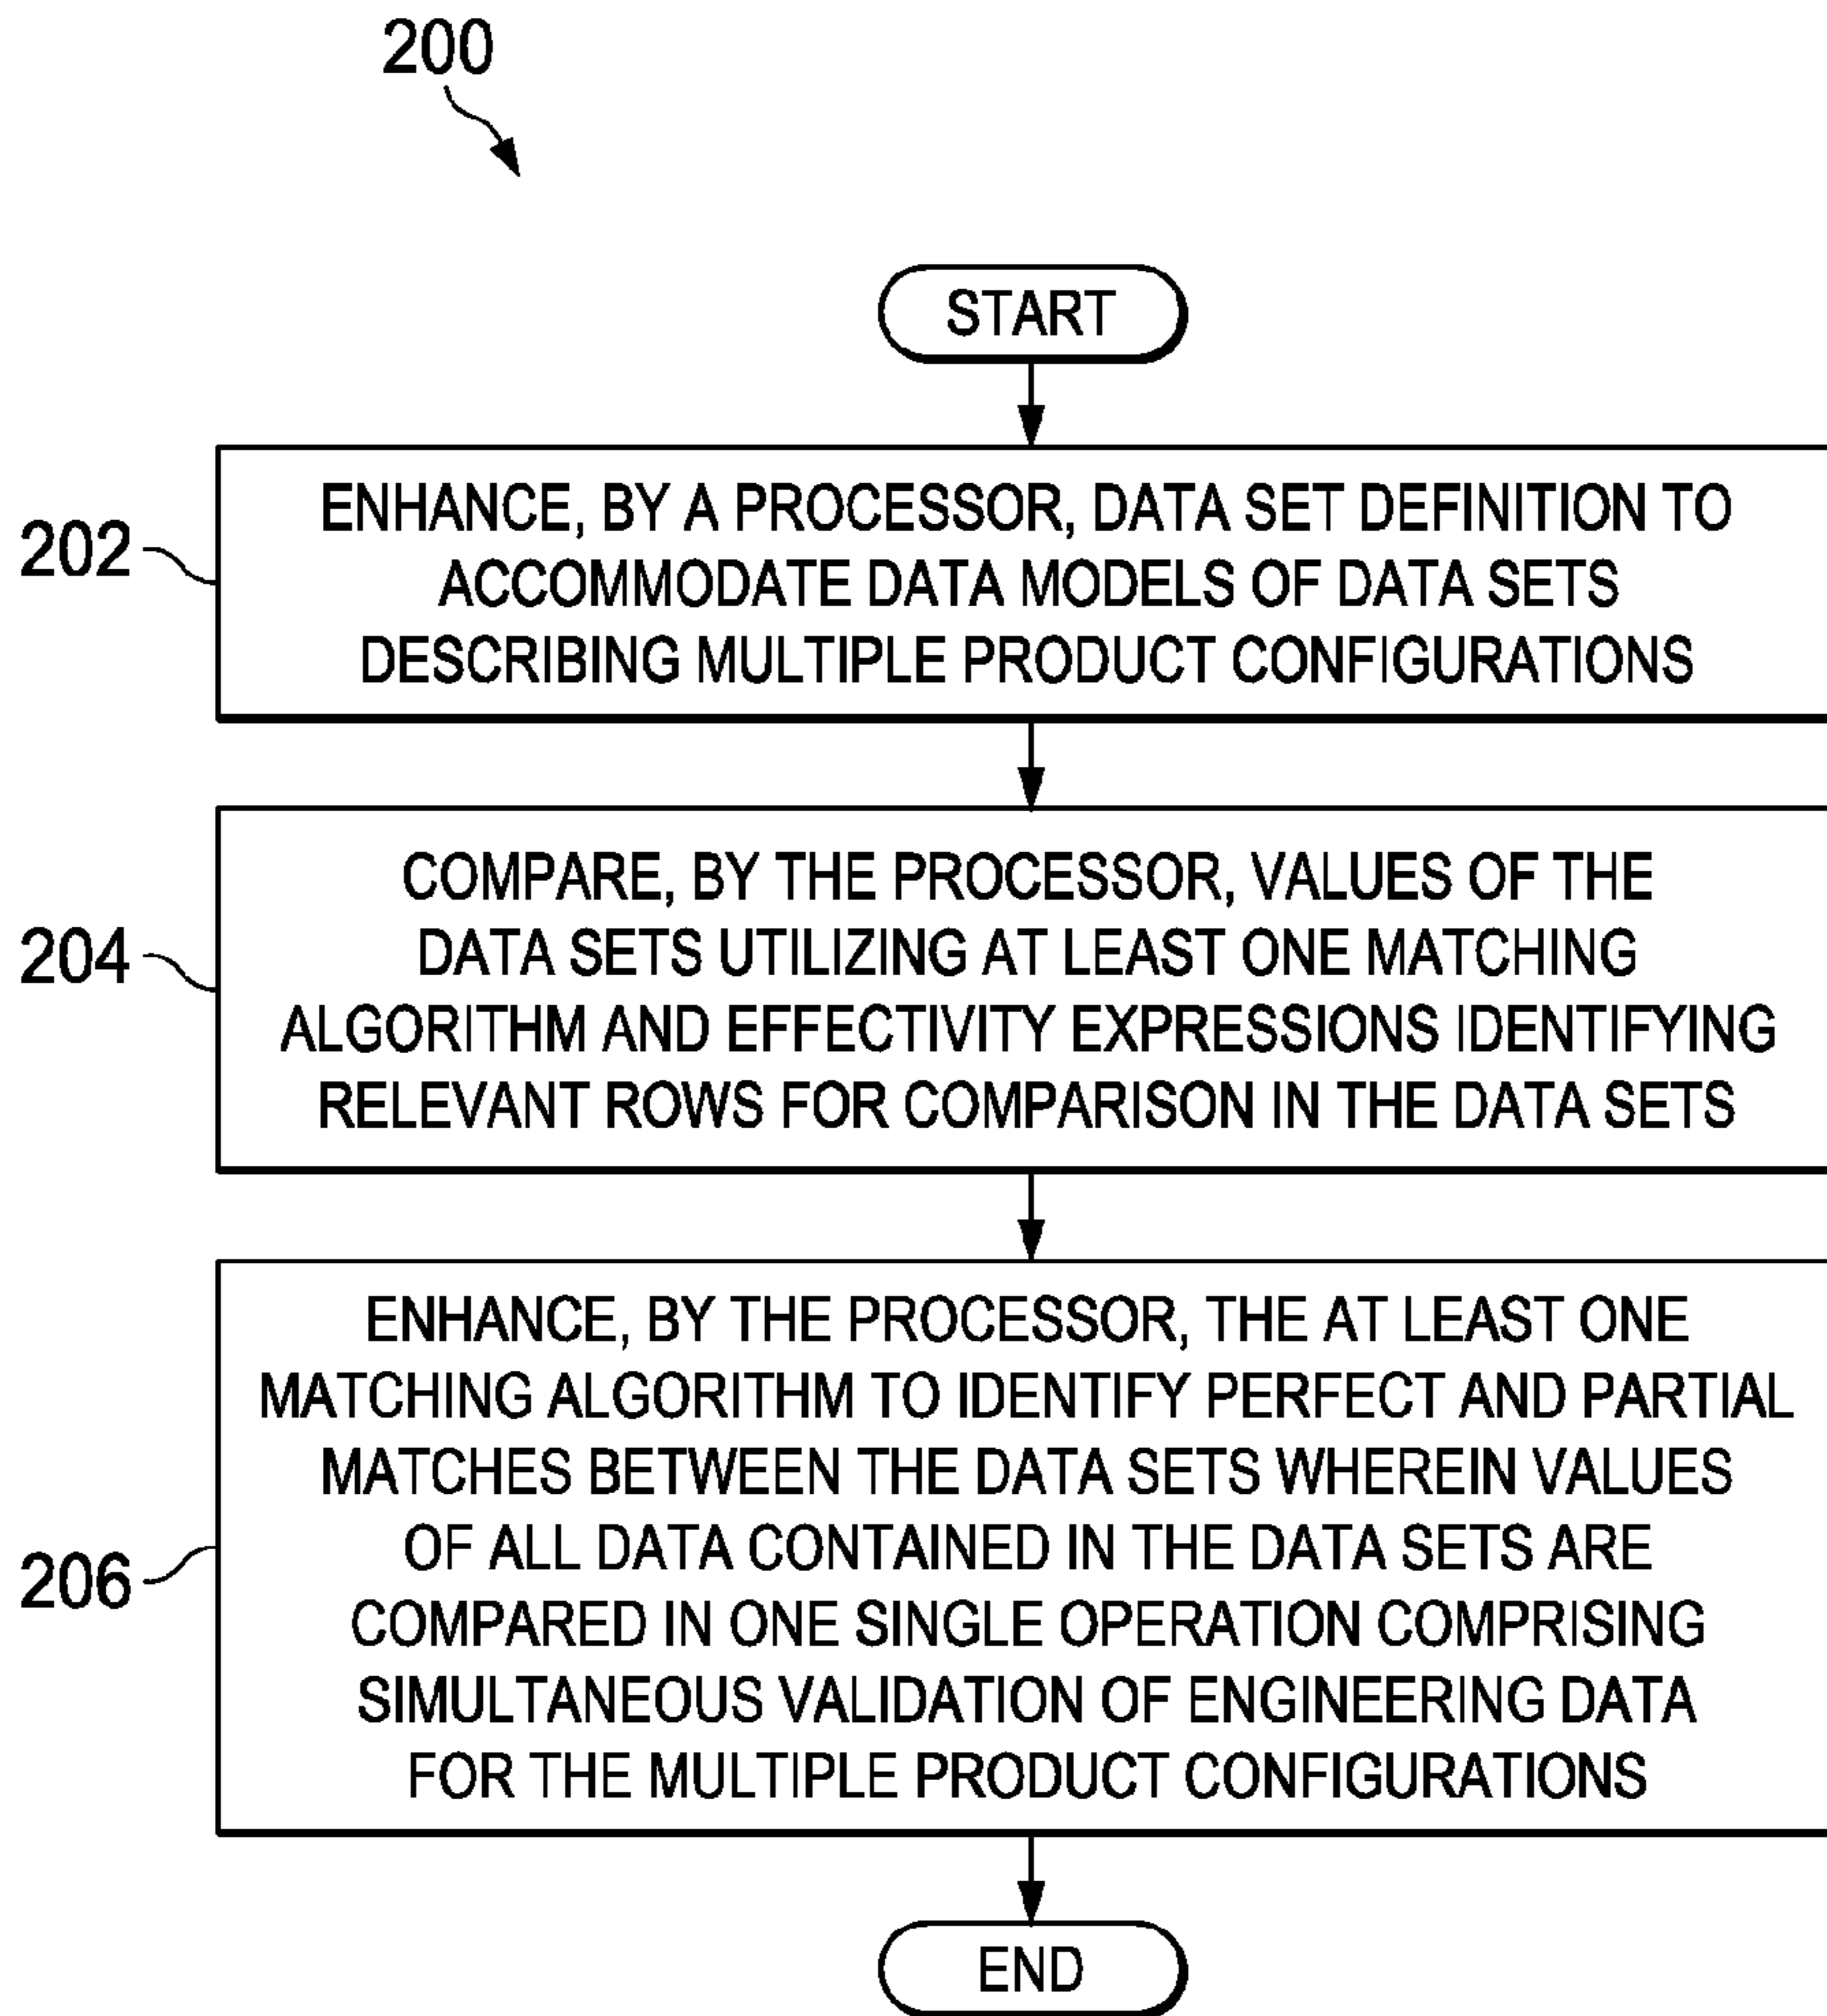 200
START
202
ENHANCE, BY A PROCESSOR, DATA SET DEFINITION TO
ACCOMMODATE DATA MODELS OF DATA SETS
DESCRIBING MULTIPLE PRODUCT CONFIGURATIONS
204
COMPARE, BY THE PROCESSOR, VALUES OF THE
DATA SETS UTILIZING AT LEAST ONE MATCHING
ALGORITHM AND EFFECTIVITY EXPRESSIONS IDENTIFYING
RELEVANT ROWS FOR COMPARISON IN THE DATA SETS
206
ENHANCE, BY THE PROCESSOR, THE AT LEAST ONE
MATCHING ALGORITHM TO IDENTIFY PERFECT AND PARTIAL
MATCHES BETWEEN THE DATA SETS WHEREIN VALUES
OF ALL DATA CONTAINED IN THE DATA SETS ARE
COMPARED IN ONE SINGLE OPERATION COMPRISING
SIMULTANEOUS VALIDATION OF ENGINEERING DATA
FOR THE MULTIPLE PRODUCT CONFIGURATIONS
END